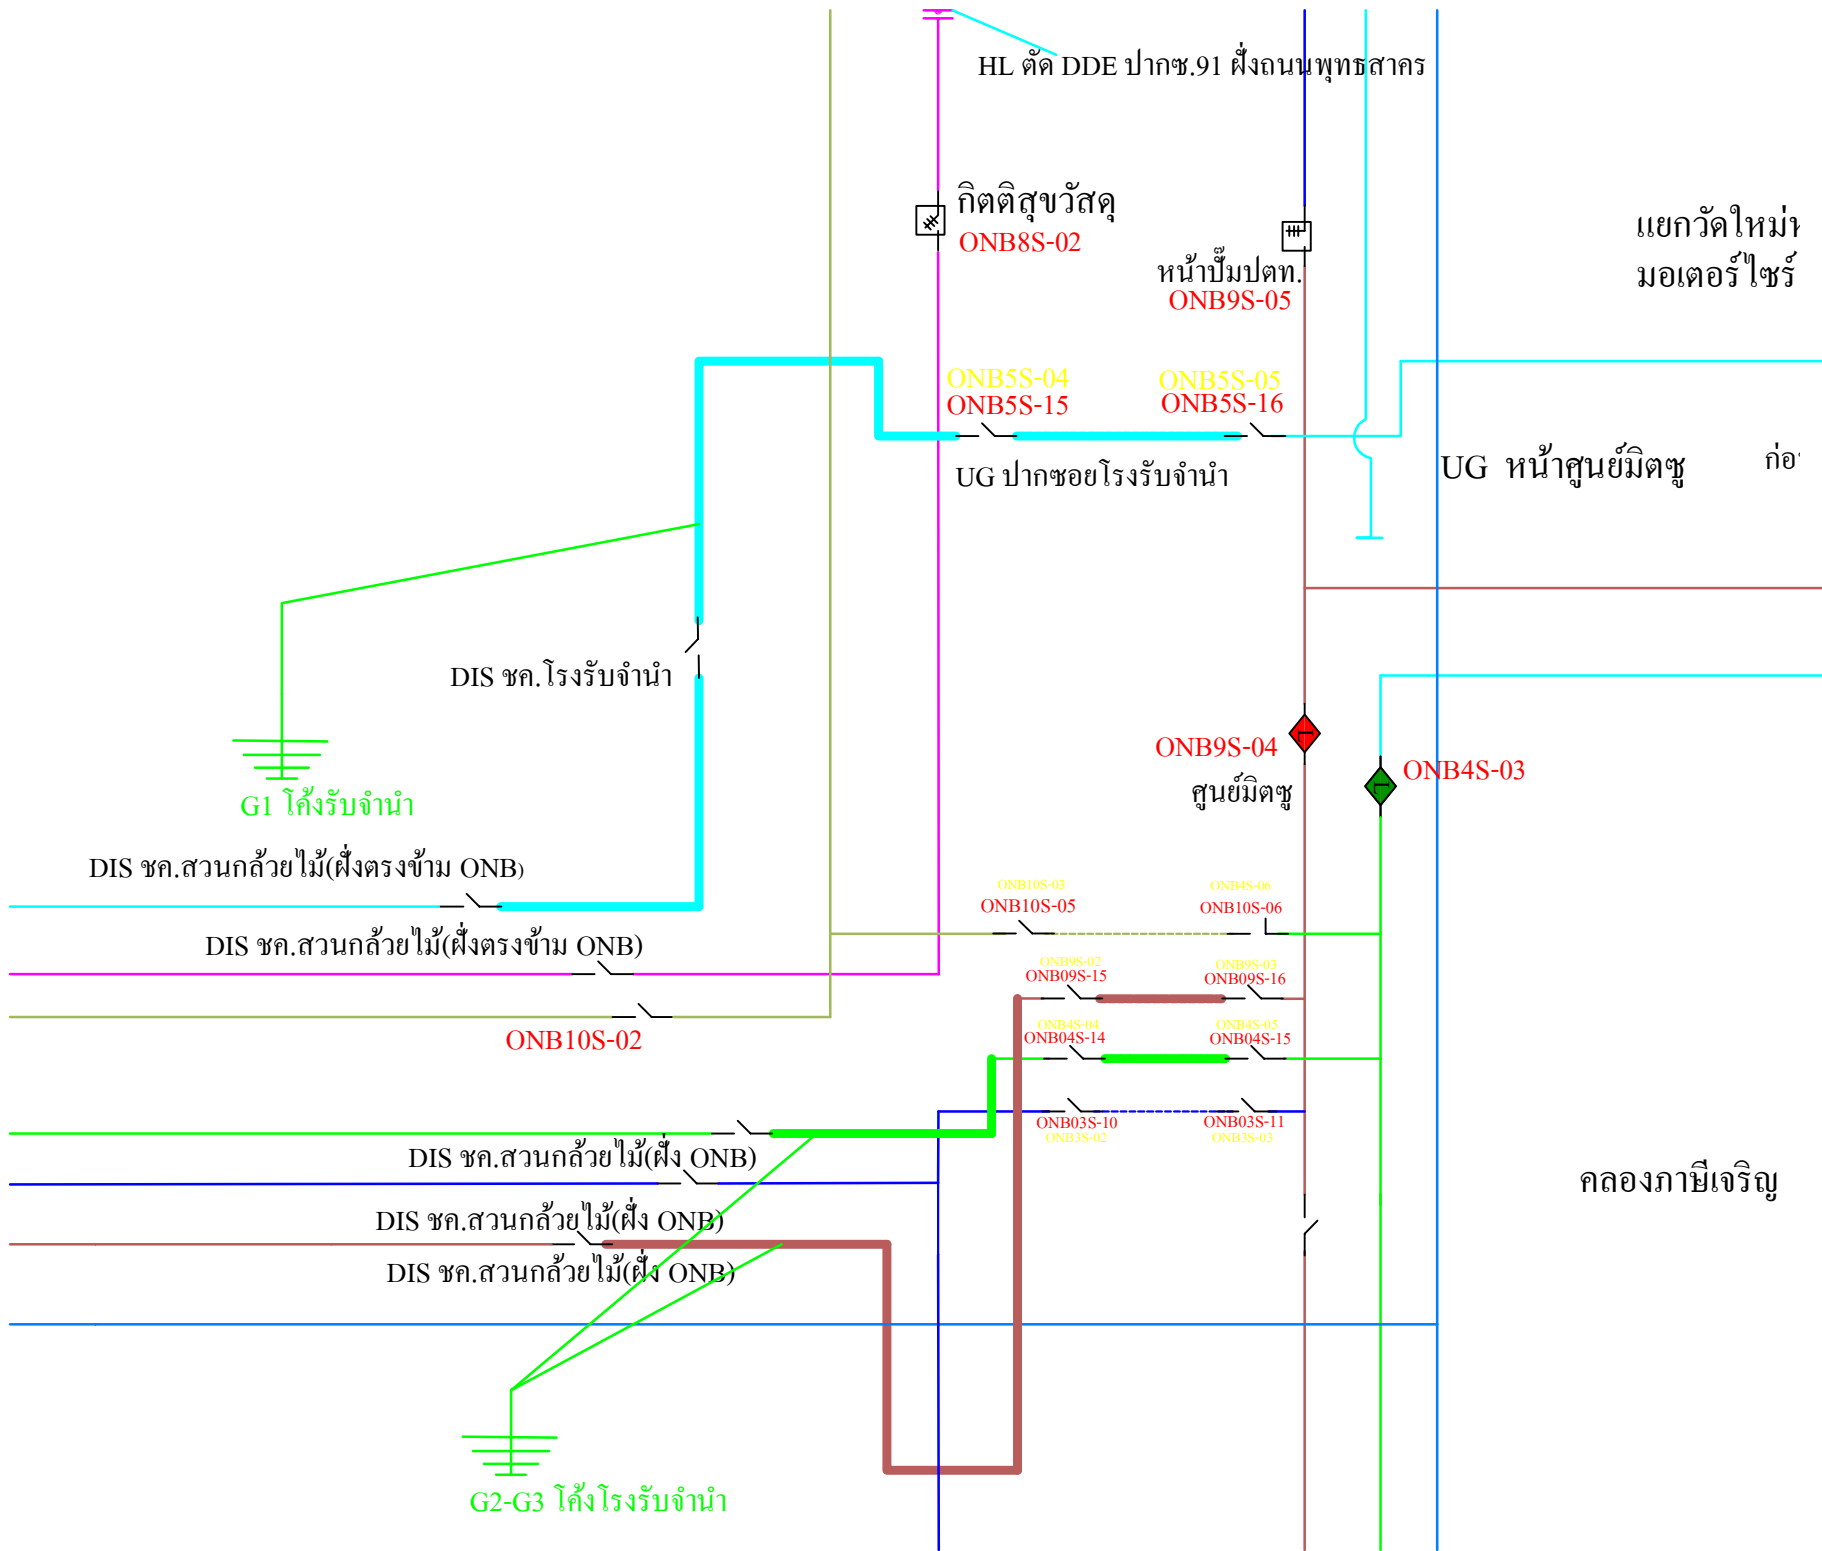 HL ตัด DDE ปากซ.91 ฝั่งถนนพุทธสาคร
กิตติสุขวัสดุ
ONB8S-02
หน้าปั๊มปตท.
ONB9S-05
แยกวัดใหม่ห
มอเตอร์ไซร์
ONB5S-04
ONB5S-15
ONB5S-05
ONB5S-16
UG ปากซอยโรงรับจำนำ
UG หน้าศูนย์มิตซู
ก่อ
DIS ชค.โรงรับจำนำ
ONB9S-04
ศูนย์มิตซู
ONB4S-03
G1 โค้งรับจำนำ
DIS ชค.สวนกล้วยไม้(ฝั่งตรงข้าม ONB)
ONB10S-03
ONB10S-05
ONB4S-06
ONB10S-06
DIS ชค.สวนกล้วยไม้(ฝั่งตรงข้าม ONB)
ONB9S-02
ONB09S-15
ONB9S-03
ONB09S-16
ONB10S-02
ONB4S-04
ONB04S-14
ONB4S-05
ONB04S-15
ONB03S-10
ONB3S-02
ONB03S-11
ONB3S-03
DIS ชค.สวนกล้วยไม้(ฝั่ง ONB)
คลองภาษีเจริญ
DIS ชค.สวนกล้วยไม้(ฝั่ง ONB)
DIS ชค.สวนกล้วยไม้(ฝั่ง ONB)
G2-G3 โค้งโรงรับจำนำ